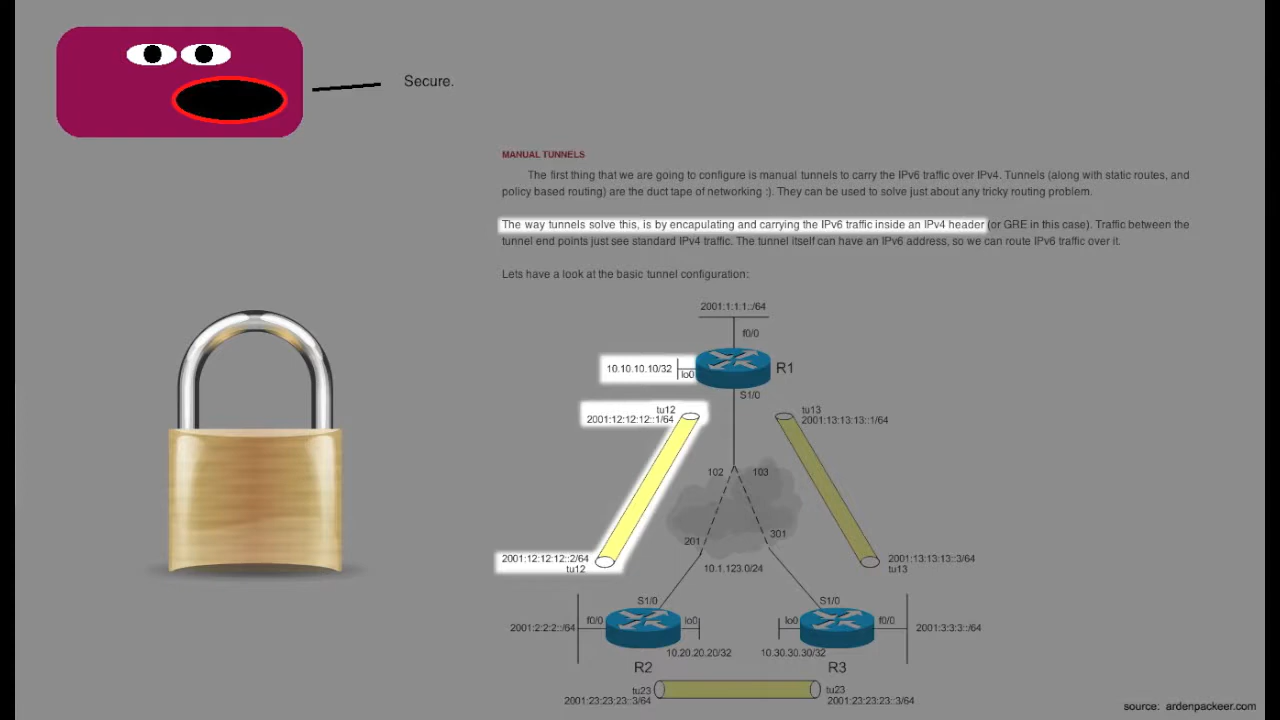 Secure.
MANUAL TUNNELS
The first thing that we are going to configure is manual tunnels to carry the IPv6 traffic over IPv4. Tunnels (along with static routes, and
policy based routing) are the duct tape of networking :). They can be used to solve just about any tricky routing problem.
The way tunnels solve this, is by encapulating and carrying the IPv6 traffic inside an IPv4 header (or GRE in this case). Traffic between the
tunnel end points just see standard IPv4 traffic. The tunnel itself can have an IPv6 address, so we can route IPv6 traffic over it.
Lets have a look at the basic tunnel configuration:
2001:1:1:1::/64
f0/0
10.10.10.10/32
lo0
R1
S1/0
tu12
2001:12:12:12::1/64
tu13
2001:13:13:13::1/64
102
103
201
301
2001:12:12:12::2/64
tu12
10.1.123.0/24
2001:13:13:13::3/64
tu13
S1/0
S1/0
2001:2:2:2::/64
f0/0
lo0
lo0
f0/0
2001:3:3:3::/64
10.20.20.20/32
10.30.30.30/32
R2
R3
tu23
2001:23:23:23::3/64
tu23
2001:23:23:23::3/64
source: ardenpackeer.com